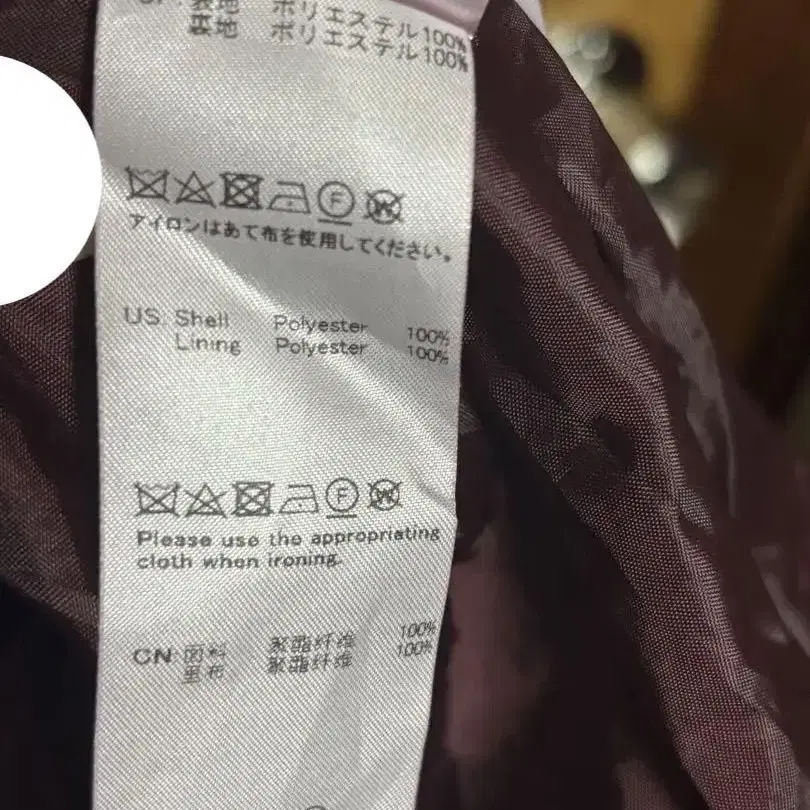 表地 ポリエステル100%
裏地 ポリエステル100%
アイロンはあて布を使用してください。
US: Shell Polyester 100%
Lining Polyester 100%
Please use the appropriating
cloth when ironing.
CN: 面料 聚酯纤维 100%
里布 聚酯纤维 100%